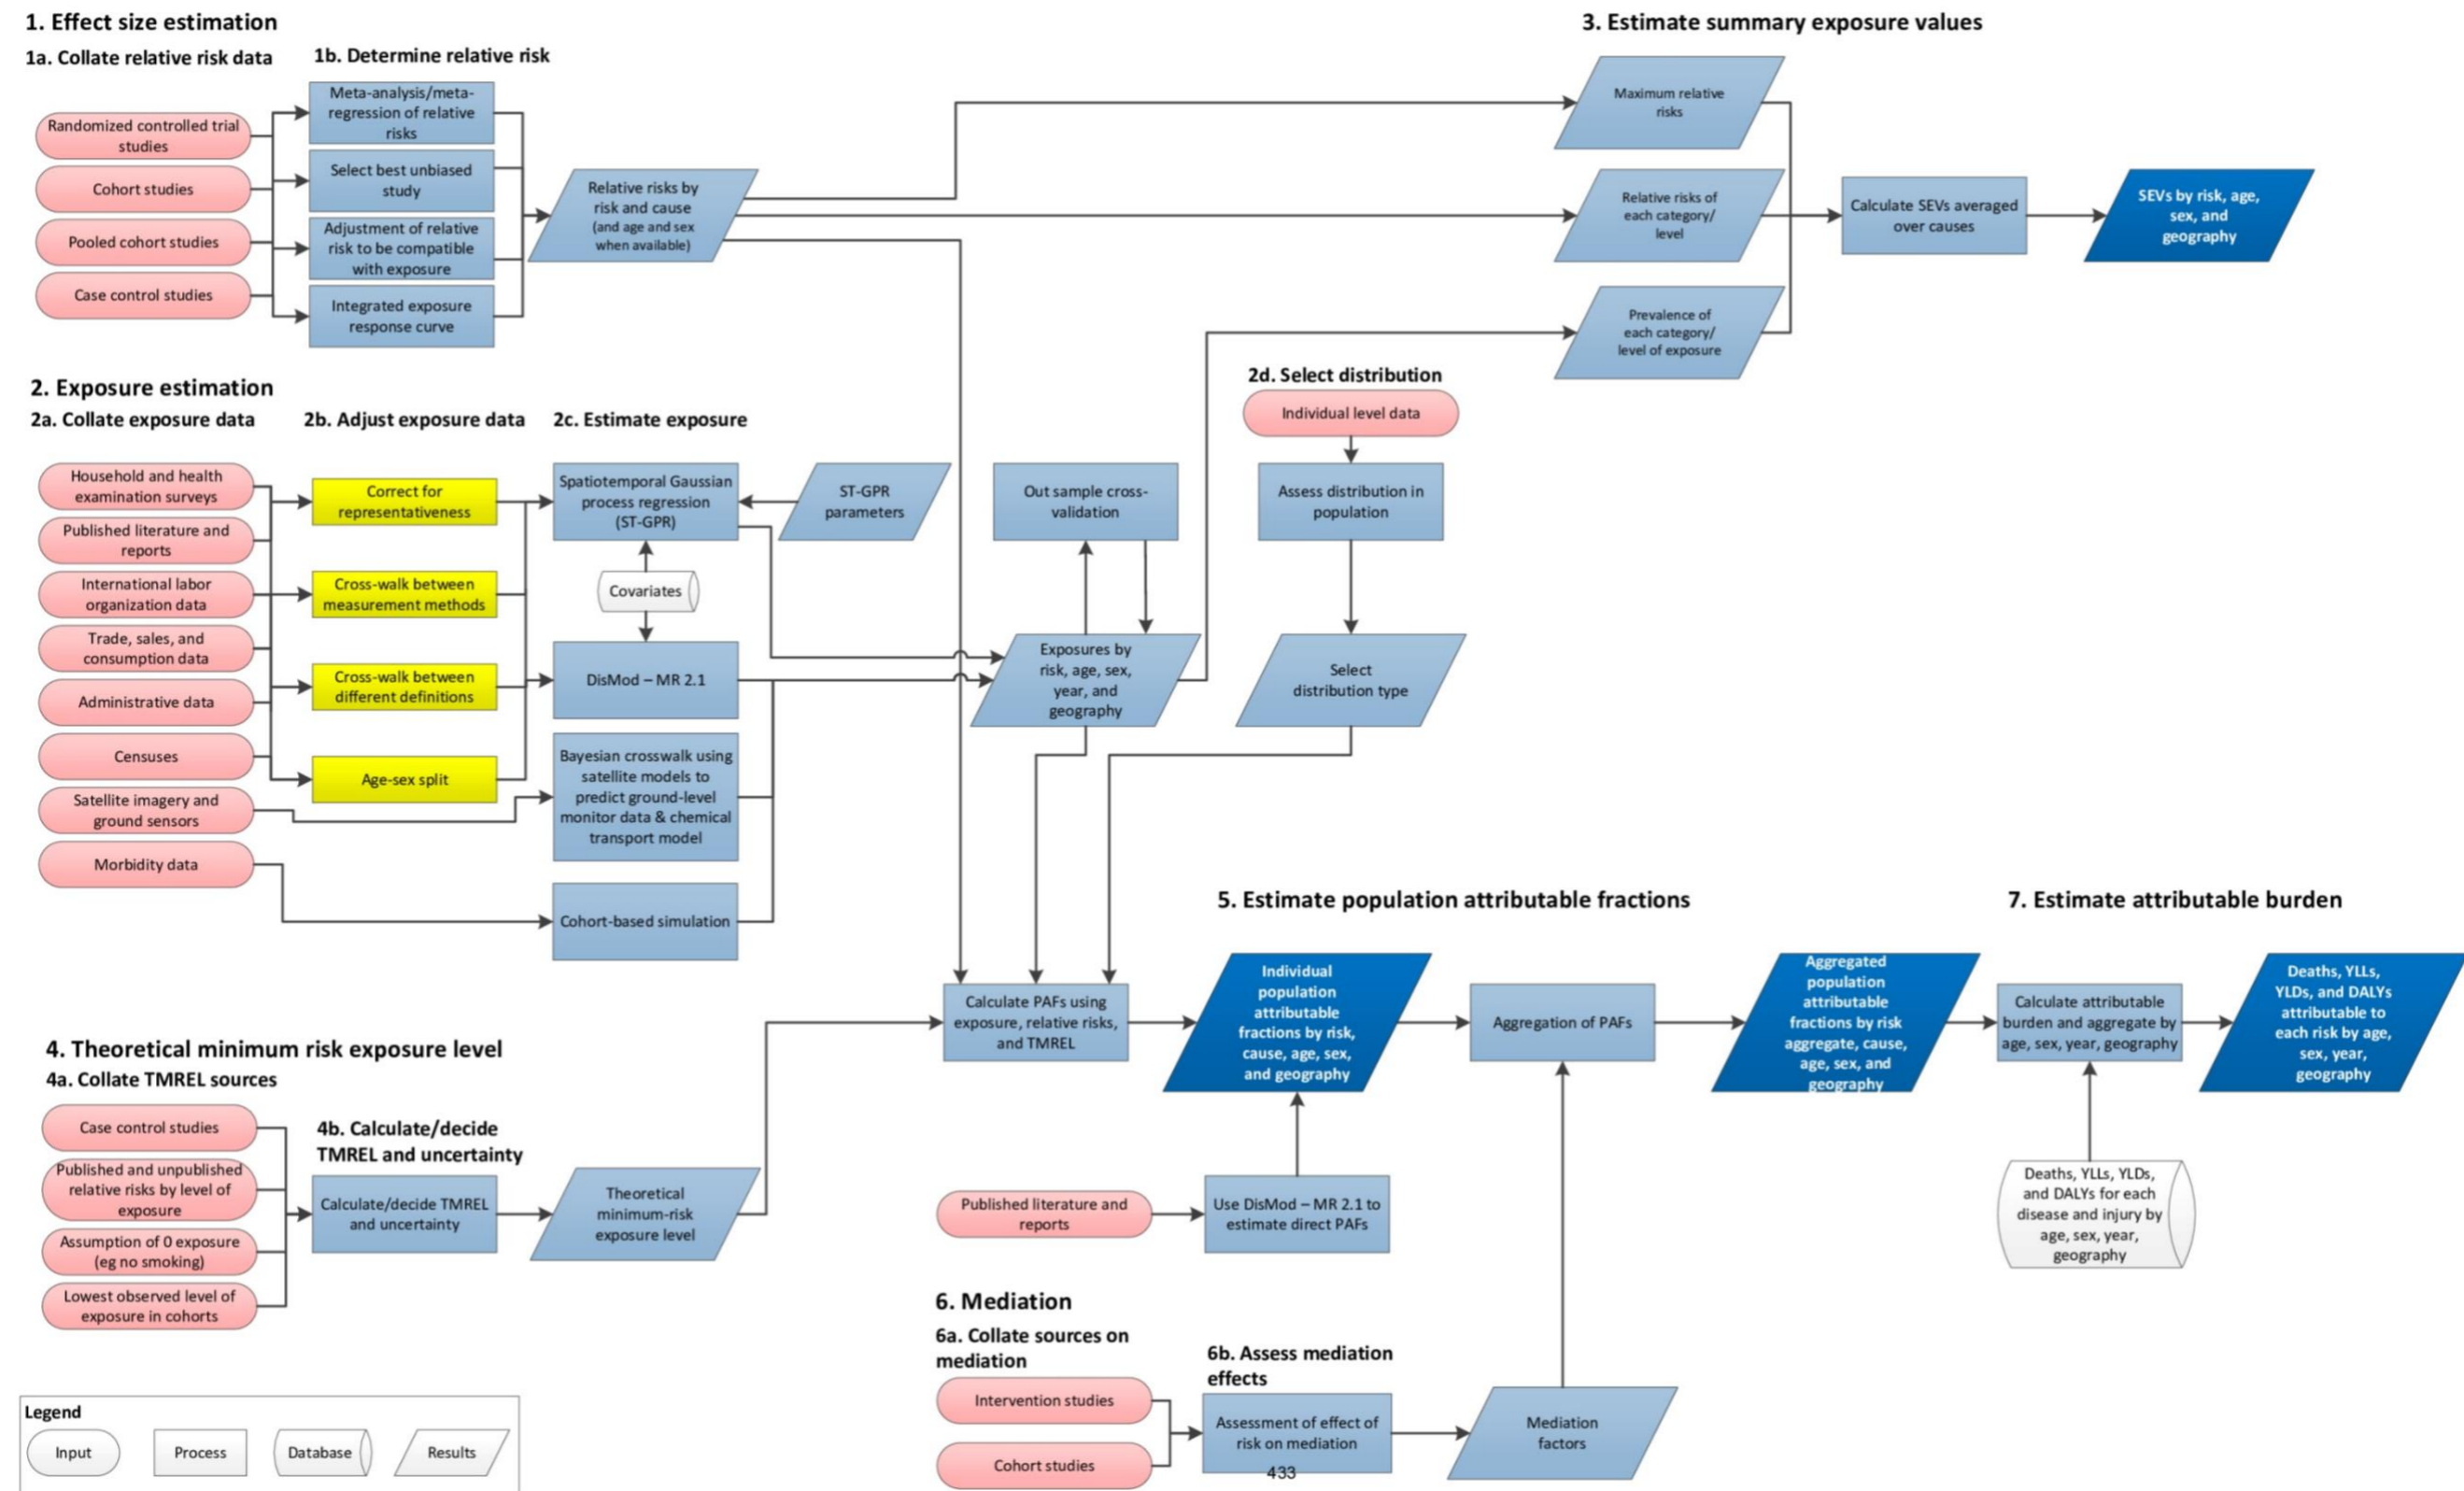 1. Effect size estimation
1a. Collate relative risk data
1b. Determine relative risk
Randomized controlled trial
studies
Cohort studies
Pooled cohort studies
Case control studies
Meta-analysis/meta-
regression of relative
risks
Select best unbiased
study
Adjustment of relative
risk to be compatible
with exposure
Integrated exposure
response curve
Relative risks by
risk and cause
(and age and sex
when available)
3. Estimate summary exposure values
Maximum relative
risks
Relative risks of
each category/
level
Prevalence of
each category/
level of exposure
Calculate SEVs averaged
over causes
SEVs by risk, age,
sex, and
geography
2. Exposure estimation
2a. Collate exposure data
2b. Adjust exposure data
2c. Estimate exposure
2d. Select distribution
Household and health
examination surveys
Published literature and
reports
International labor
organization data
Trade, sales, and
consumption data
Administrative data
Censuses
Satellite imagery and
ground sensors
Morbidity data
Correct for
representativeness
Cross-walk between
measurement methods
Cross-walk between
different definitions
Age-sex split
Spatiotemporal Gaussian
process regression
(ST-GPR)
ST-GPR
parameters
Covariates
DisMod – MR 2.1
Bayesian crosswalk using
satellite models to
predict ground-level
monitor data & chemical
transport model
Cohort-based simulation
Out sample cross-
validation
Exposures by
risk, age, sex,
year, and
geography
Individual level data
Assess distribution in
population
Select
distribution type
4. Theoretical minimum risk exposure level
4a. Collate TMREL sources
Case control studies
Published and unpublished
relative risks by level of
exposure
Assumption of 0 exposure
(eg no smoking)
Lowest observed level of
exposure in cohorts
4b. Calculate/decide
TMREL and uncertainty
Calculate/decide TMREL
and uncertainty
Theoretical
minimum-risk
exposure level
5. Estimate population attributable fractions
Calculate PAFs using
exposure, relative risks,
and TMREL
Individual
population
attributable
fractions by risk,
cause, age, sex,
and geography
Aggregation of PAFs
Aggregated
population
attributable
fractions by risk
aggregate, cause,
age, sex, and
geography
Published literature and
reports
Use DisMod – MR 2.1 to
estimate direct PAFs
7. Estimate attributable burden
Calculate attributable
burden and aggregate by
age, sex, year, geography
Deaths, YLLs,
YLDs, and DALYs
attributable to
each risk by age,
sex, year,
geography
Deaths, YLLs, YLDs,
and DALYs for each
disease and injury by
age, sex, year,
geography
6. Mediation
6a. Collate sources on
mediation
Intervention studies
Cohort studies
6b. Assess mediation
effects
Assessment of effect of
risk on mediation
Mediation
factors
433
Legend
Input
Process
Database
Results